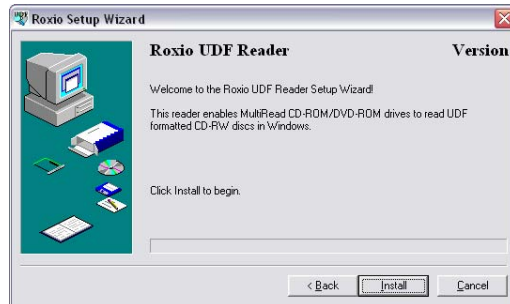 Roxio Setup Wizard
Roxio UDF Reader Version
Welcome to the Roxio UDF Reader Setup Wizard!
This reader enables MultiRead CD-ROM/DVD-ROM drives to read UDF
formatted CD-RW discs in Windows.
Click Install to begin.
< Back Install Cancel